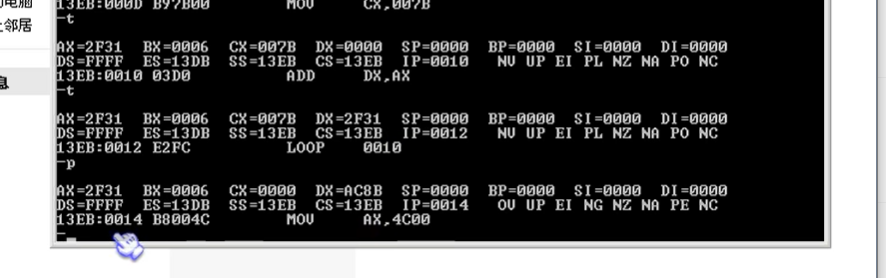 的电脑
上邻居
息
13EB:000D B97B00 MOV CX,007B
-t
AX=2F31 BX=0006 CX=007B DX=0000 SP=0000 BP=0000 SI=0000 DI=0000
DS=FFFF ES=13DB SS=13EB CS=13EB IP=0010 NV UP EI PL NZ NA PO NC
13EB:0010 03D0 ADD DX,AX
-t
AX=2F31 BX=0006 CX=007B DX=2F31 SP=0000 BP=0000 SI=0000 DI=0000
DS=FFFF ES=13DB SS=13EB CS=13EB IP=0012 NV UP EI PL NZ NA PO NC
13EB:0012 E2FC LOOP 0010
-p
AX=2F31 BX=0006 CX=0000 DX=AC8B SP=0000 BP=0000 SI=0000 DI=0000
DS=FFFF ES=13DB SS=13EB CS=13EB IP=0014 OV UP EI NG NZ NA PE NC
13EB:0014 B8004C MOV AX,4C00
-